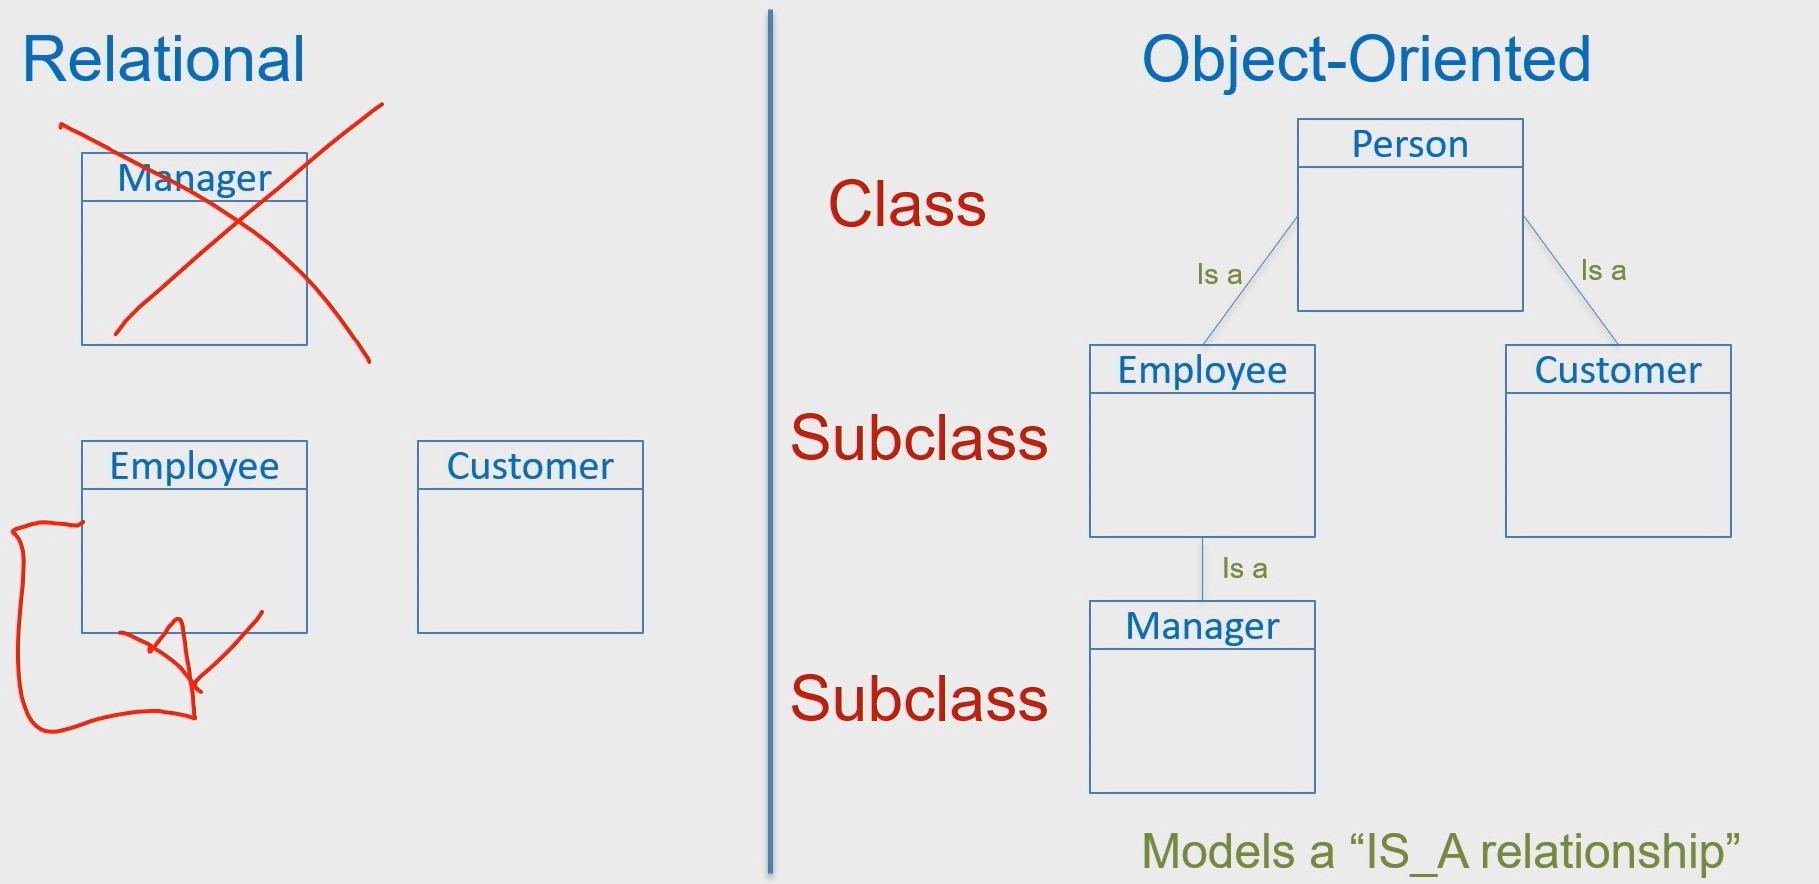 Relational
Manager
Employee
Customer
Object-Oriented
Class
Person
Is a
Is a
Subclass
Employee
Customer
Is a
Subclass
Manager
Models a “IS_A relationship”